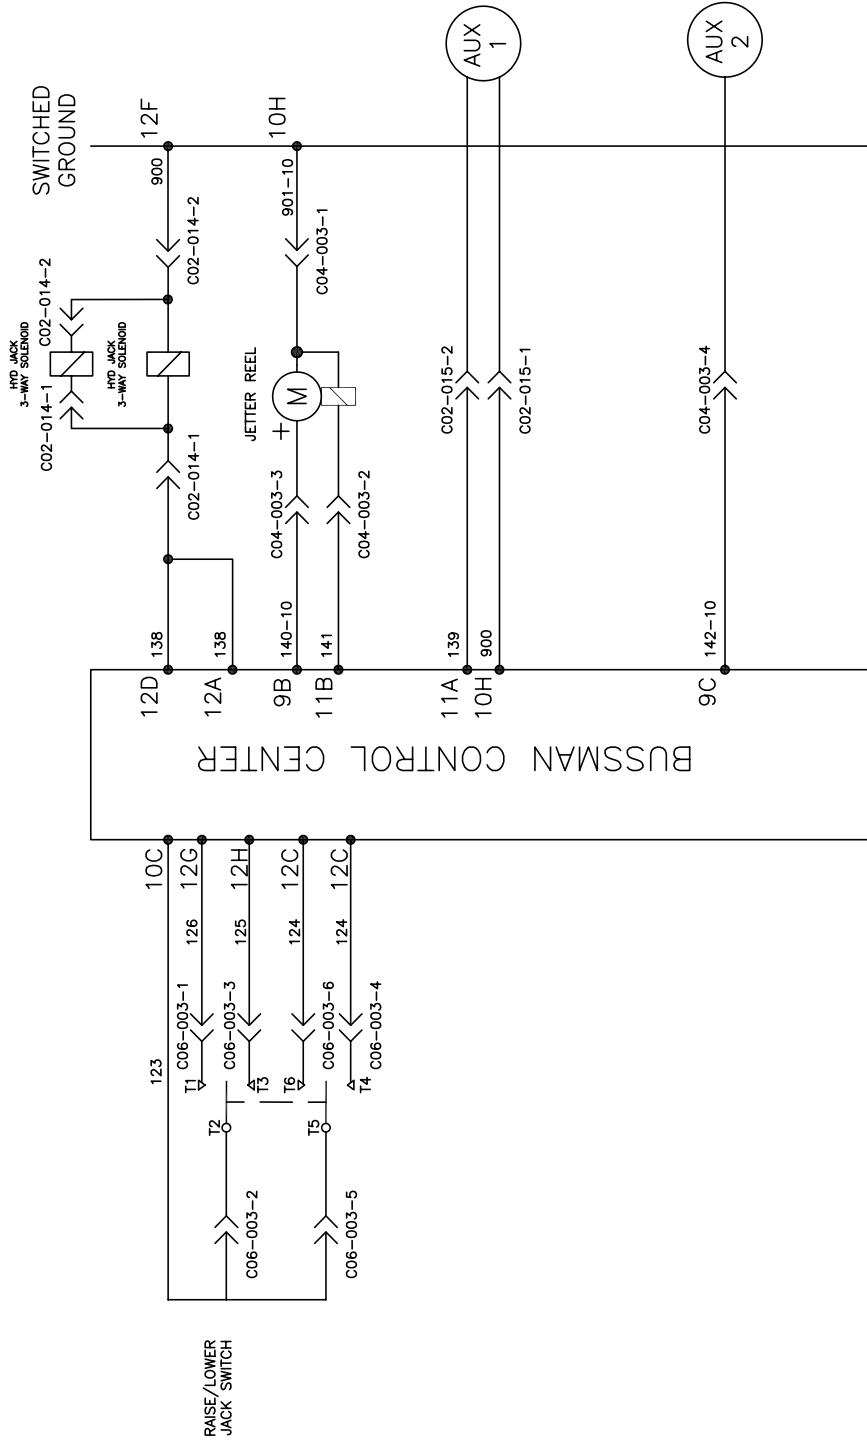 RAISE/LOWER
JACK SWITCH
123
C06-003-2
C06-003-5
T2
T5
T1
T3
T6
T4
C06-003-1
C06-003-3
C06-003-6
C06-003-4
126
125
124
124
10C
12G
12H
12C
12C
BUSSMAN CONTROL CENTER
12D
12A
9B
11B
11A
10H
9C
138
138
140-10
141
139
900
142-10
C02-014-1
C04-003-3
C04-003-2
C02-014-1
HYD JACK
3-WAY SOLENOID
C02-014-2
HYD JACK
3-WAY SOLENOID
JETTER REEL
+
M
C02-015-2
C02-015-1
C04-003-4
C02-014-2
C04-003-1
900
901-10
SWITCHED
GROUND
12F
10H
AUX
1
AUX
2